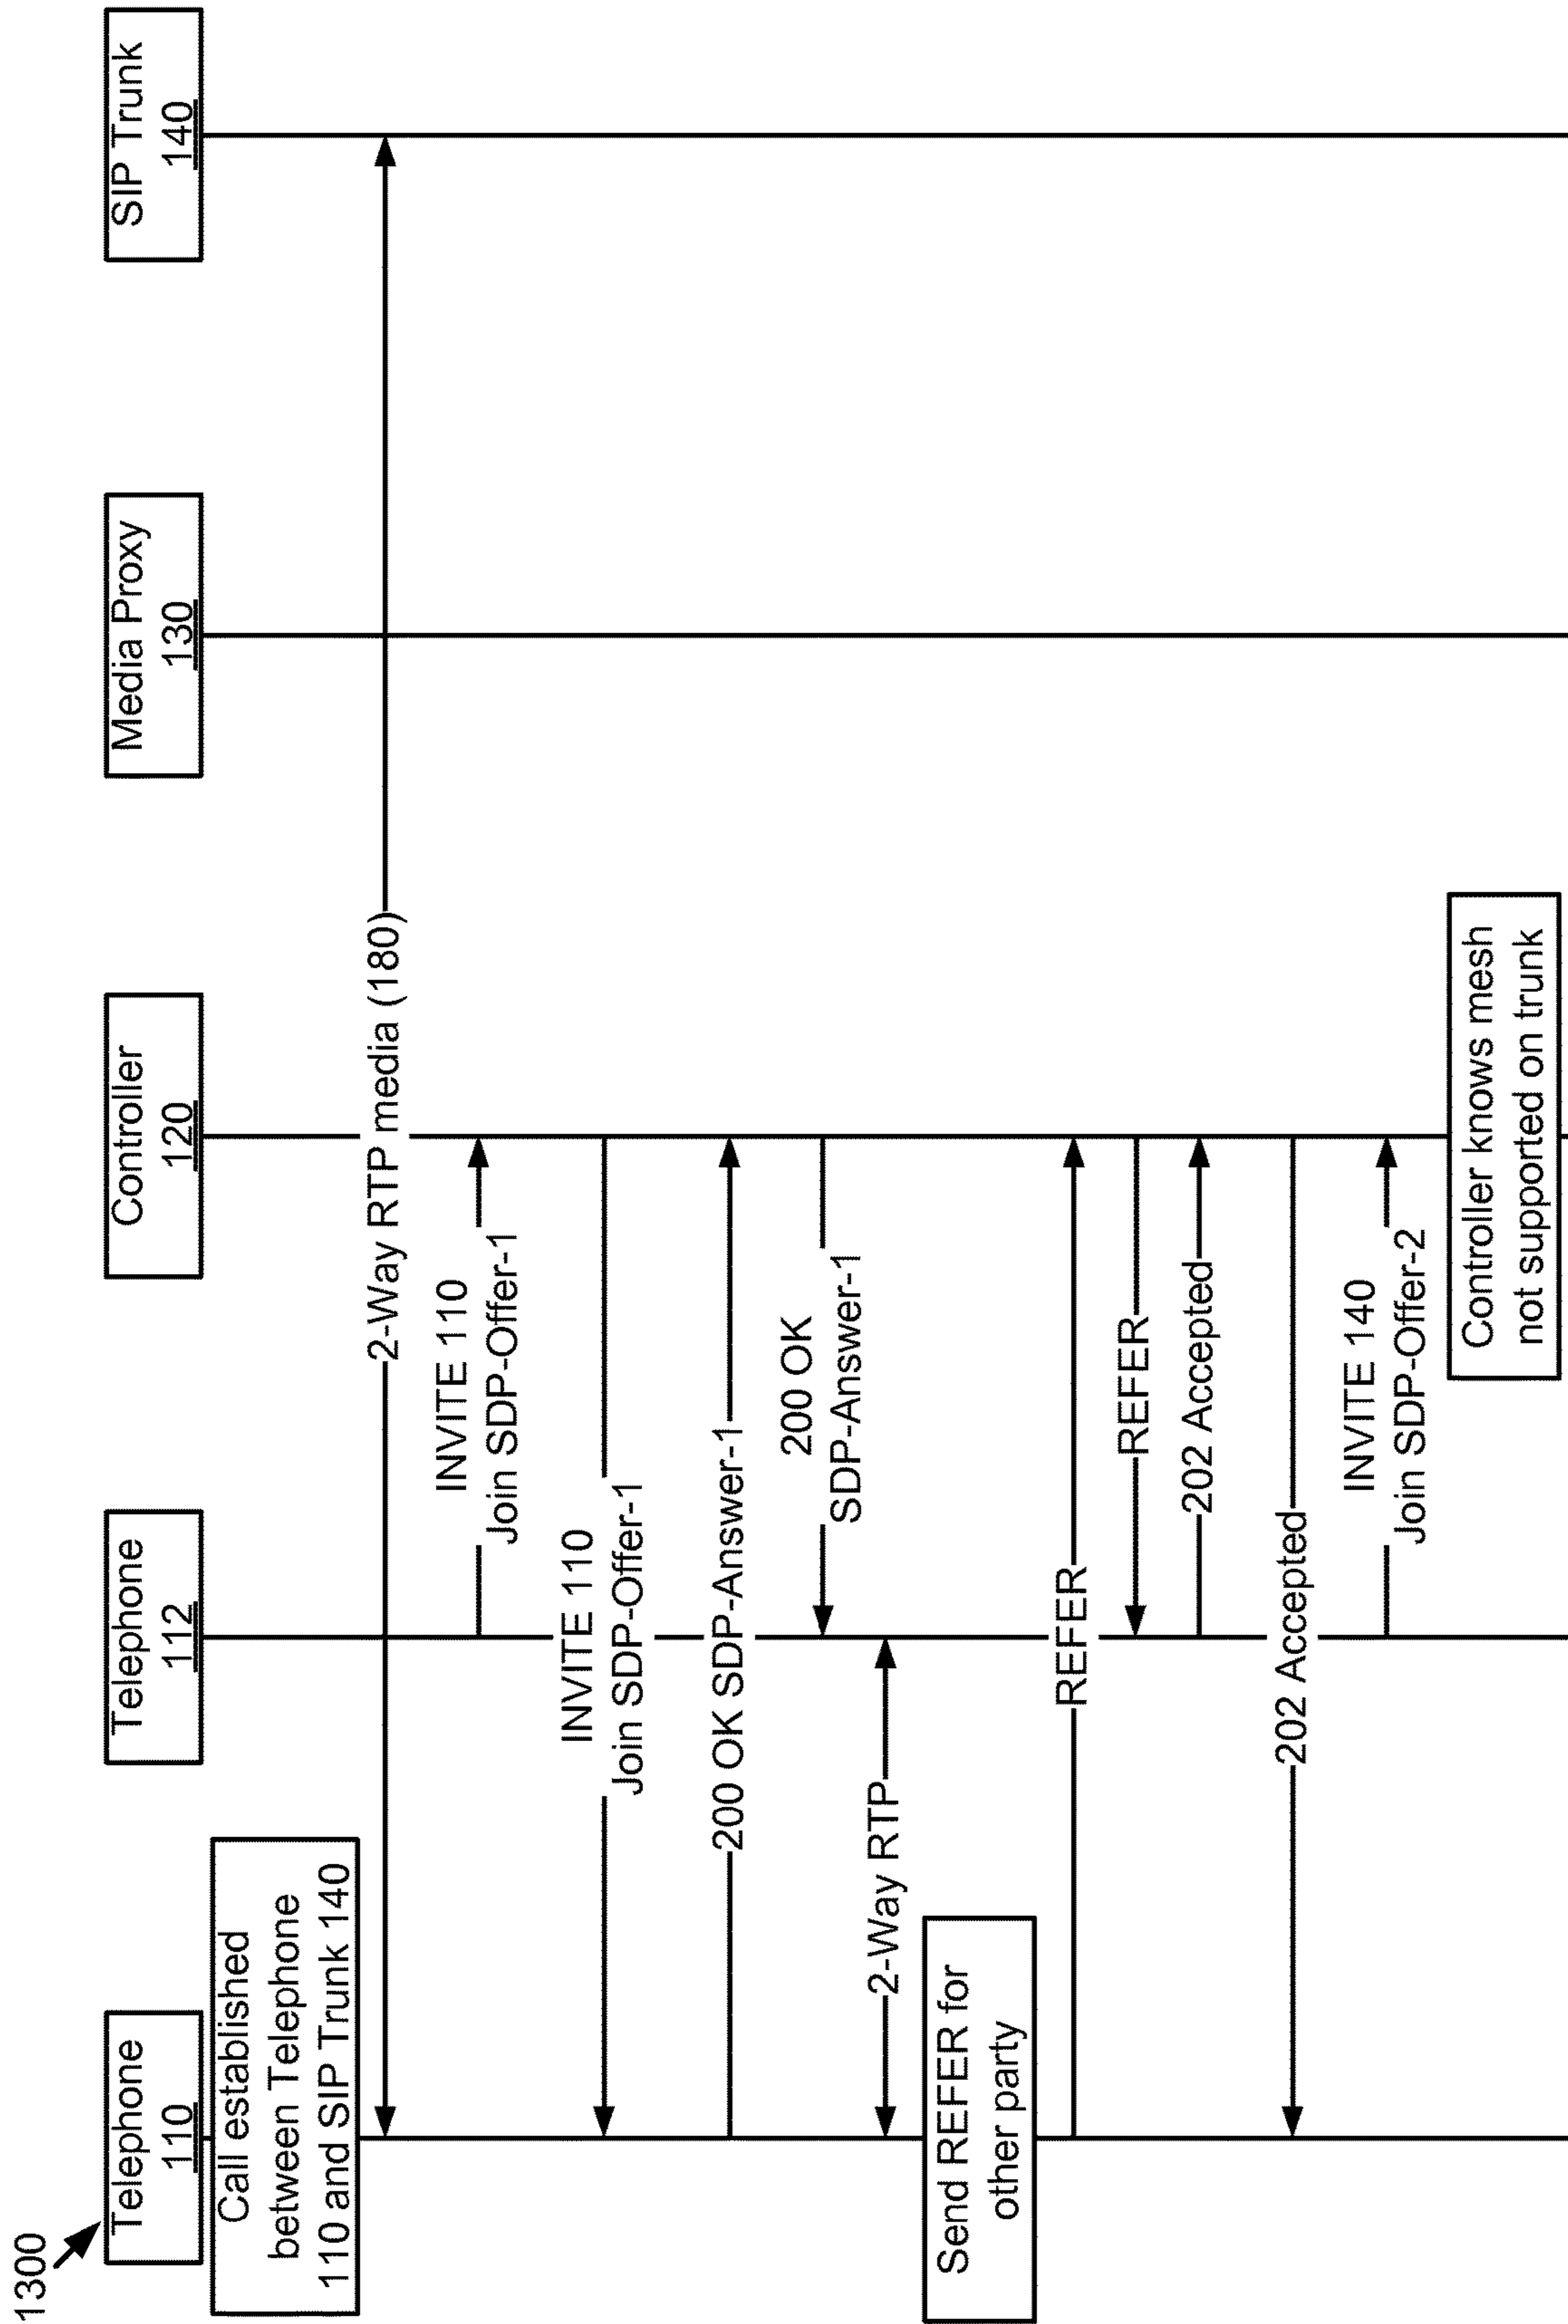 1300
Telephone
110
Telephone
112
Controller
120
Media Proxy
130
SIP Trunk
140
Call established
between Telephone
110 and SIP Trunk 140
2-Way RTP media (180)
INVITE 110
Join SDP-Offer-1
INVITE 110
Join SDP-Offer-1
200 OK SDP-Answer-1
200 OK
SDP-Answer-1
2-Way RTP
Send REFER for
other party
REFER
REFER
202 Accepted
202 Accepted
INVITE 140
Join SDP-Offer-2
Controller knows mesh
not supported on trunk